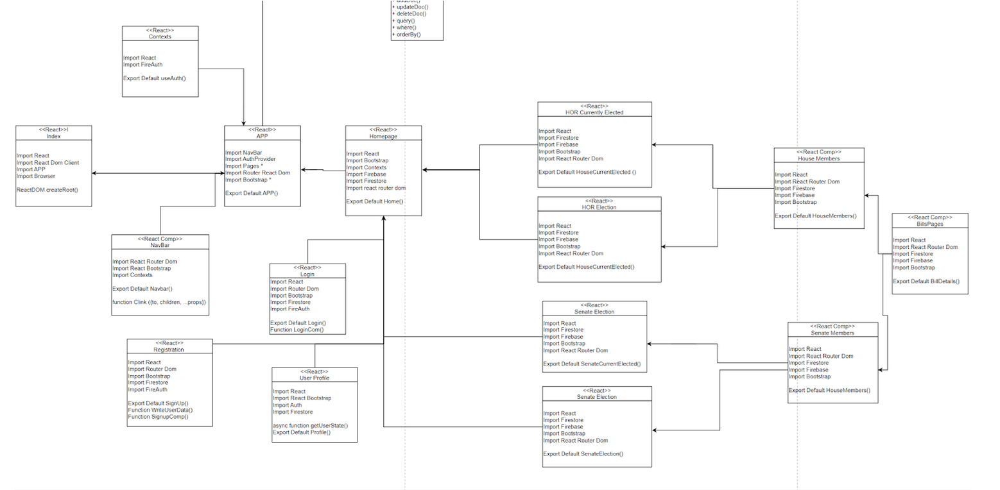 + updateDoc()
+ deleteDoc()
+ query()
+ where()
+ orderBy()
<<React>>
Contexts
Import React
Import FireAuth
Export Default useAuth()
<<React>>I
Index
Import React
Import React Dom Client
Import APP
Import Browser
ReactDOM.createRoot()
<<React>>
APP
Import NavBar
Import AuthProvider
Import Pages *
Import Router React Dom
Import Bootstrap *
Export Default APP()
<<React>>
Homepage
Import React
Import Bootstrap
Import Contexts
Import Firebase
Import Firestore
Import react router dom
Export Default Home()
<<React>>
HOR Currently Elected
Import React
Import Firestore
Import Firebase
Import Bootstrap
Import React Router Dom
Export Default HouseCurrentElected ()
<<React>>
HOR Election
Import React
Import Firestore
Import Firebase
Import Bootstrap
Import React Router Dom
Export Default HouseCurrentElected()
<<React Comp>>
House Members
Import React
Import React Router Dom
Import Firestore
Import Firebase
Import Bootstrap
Export Default HouseMembers()
<<React Comp>>
BillsPages
Import React
Import React Router Dom
Import Firestore
Import Firebase
Import Bootstrap
Export Default BillDetails()
<<React Comp>>
NavBar
Import React Router Dom
Import React Bootstrap
Import Contexts
Export Default Navbar()
function Clink ({to, children, ...props})
<<React>>
Login
Import React
Import Router Dom
Import Bootstrap
Import Firestore
Import FireAuth
Export Default Login()
Function LoginCom()
<<React>>
Registration
Import React
Import Router Dom
Import Bootstrap
Import Firestore
Import FireAuth
Export Default SignUp()
Function WriteUserData()
Function SignupComp()
<<React>>
User Profile
Import React
Import React Bootstrap
Import Auth
Import Firestore
async function getUserState()
Export Default Profile()
<<React>>
Senate Election
Import React
Import Firestore
Import Firebase
Import Bootstrap
Import React Router Dom
Export Default SenateCurrentElected()
<<React>>
Senate Election
Import React
Import Firestore
Import Firebase
Import Bootstrap
Import React Router Dom
Export Default SenateElection()
<<React Comp>>
Senate Members
Import React
Import React Router Dom
Import Firestore
Import Firebase
Import Bootstrap
Export Default HouseMembers()